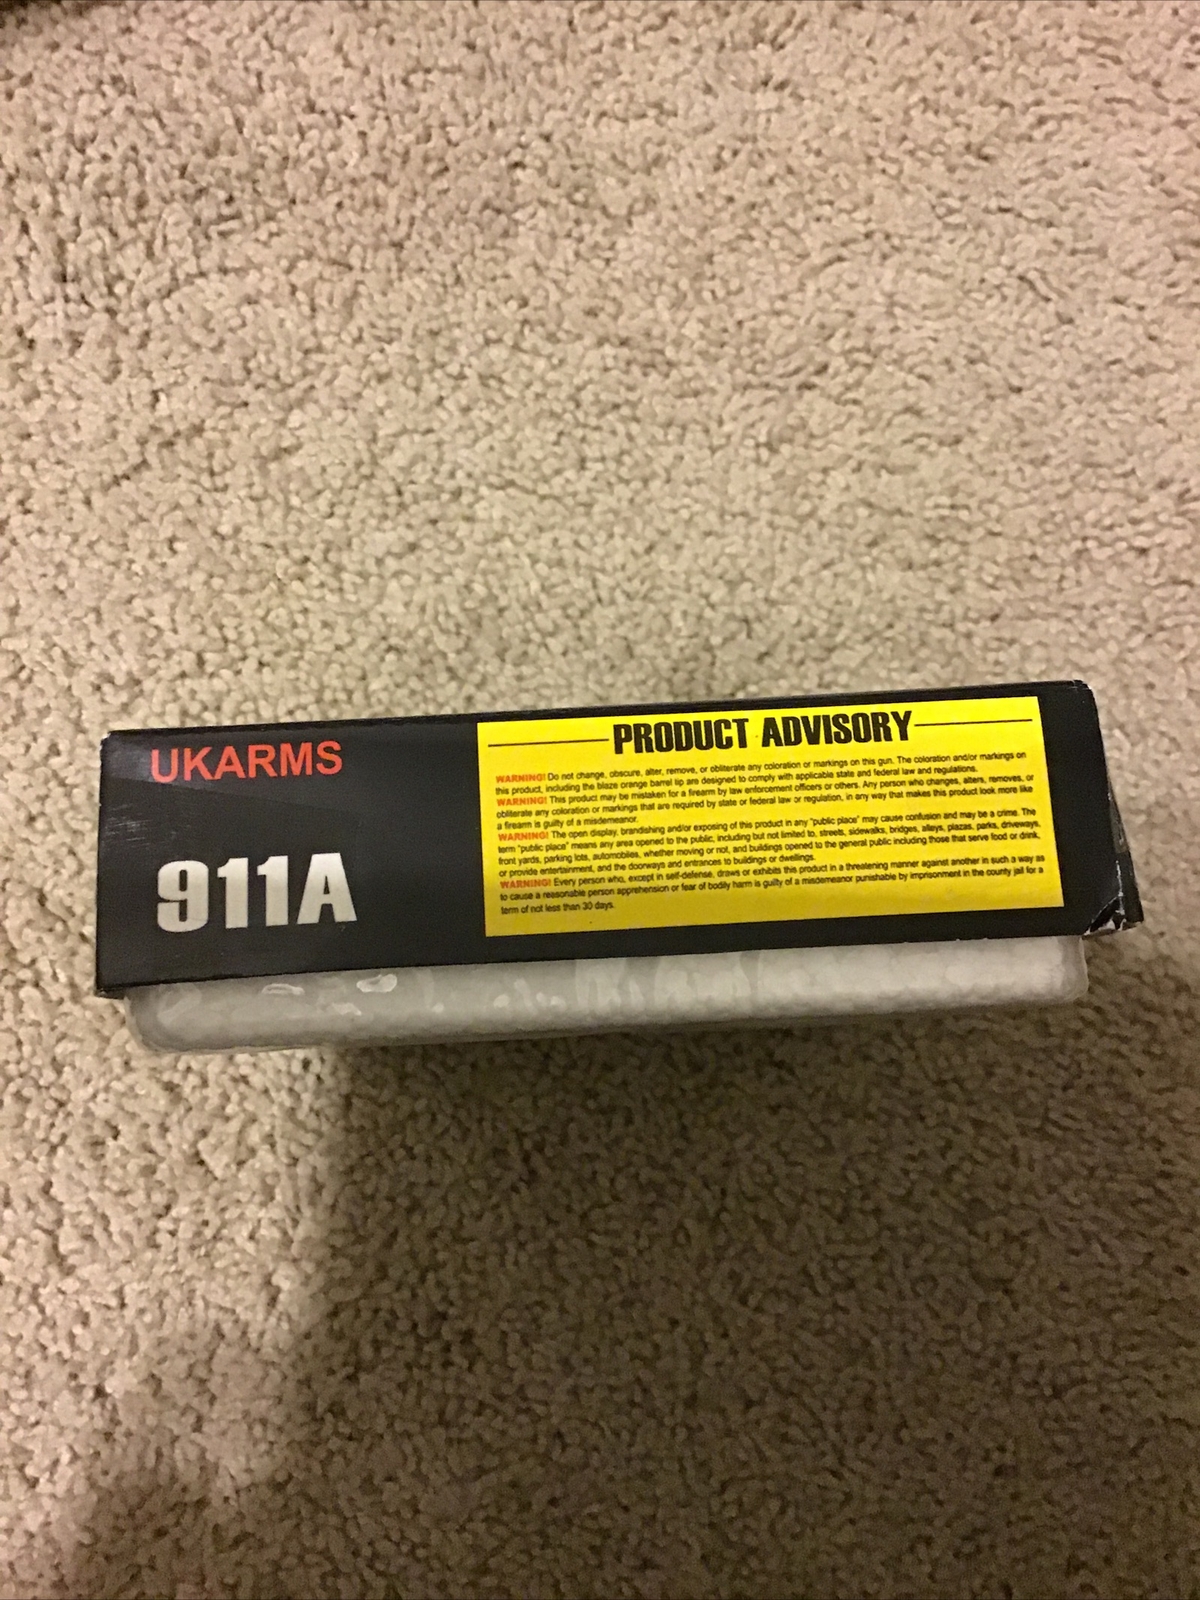 UKARMS
911A
PRODUCT ADVISORY
WARNING! Do not change, obscure, alter, remove, or obliterate any coloration or markings on this gun. The coloration and/or markings on
this product, including the blaze orange barrel lip are designed to comply with applicable state and federal law and regulations.
WARNING! This product may be mistaken for a firearm by law enforcement officers or others. Any person who changes, alters, removes, or
obliterate any coloration or markings that are required by state or federal law or regulation, in any way that makes this product look more like
a firearm is guilty of a misdemeanor.
WARNING! The open display, brandishing and/or exposing of this product in any "public place" may cause confusion and may be a crime. The
term "public place" means any area opened to the public, including but not limited to, streets, sidewalks, bridges, alleys, plazas, parks, driveways,
front yards, parking lots, automobiles, whether moving or not, and buildings opened to the general public including those that serve food or drink,
or provide entertainment, and the doorways and entrances to buildings or dwellings.
WARNING! Every person who, except in self-defense, draws or exhibits this product in a threatening manner against another in such a way as
to cause a reasonable person apprehension or fear of bodily harm is guilty of a misdemeanor punishable by imprisonment in the county jail for a
term of not less than 30 days.